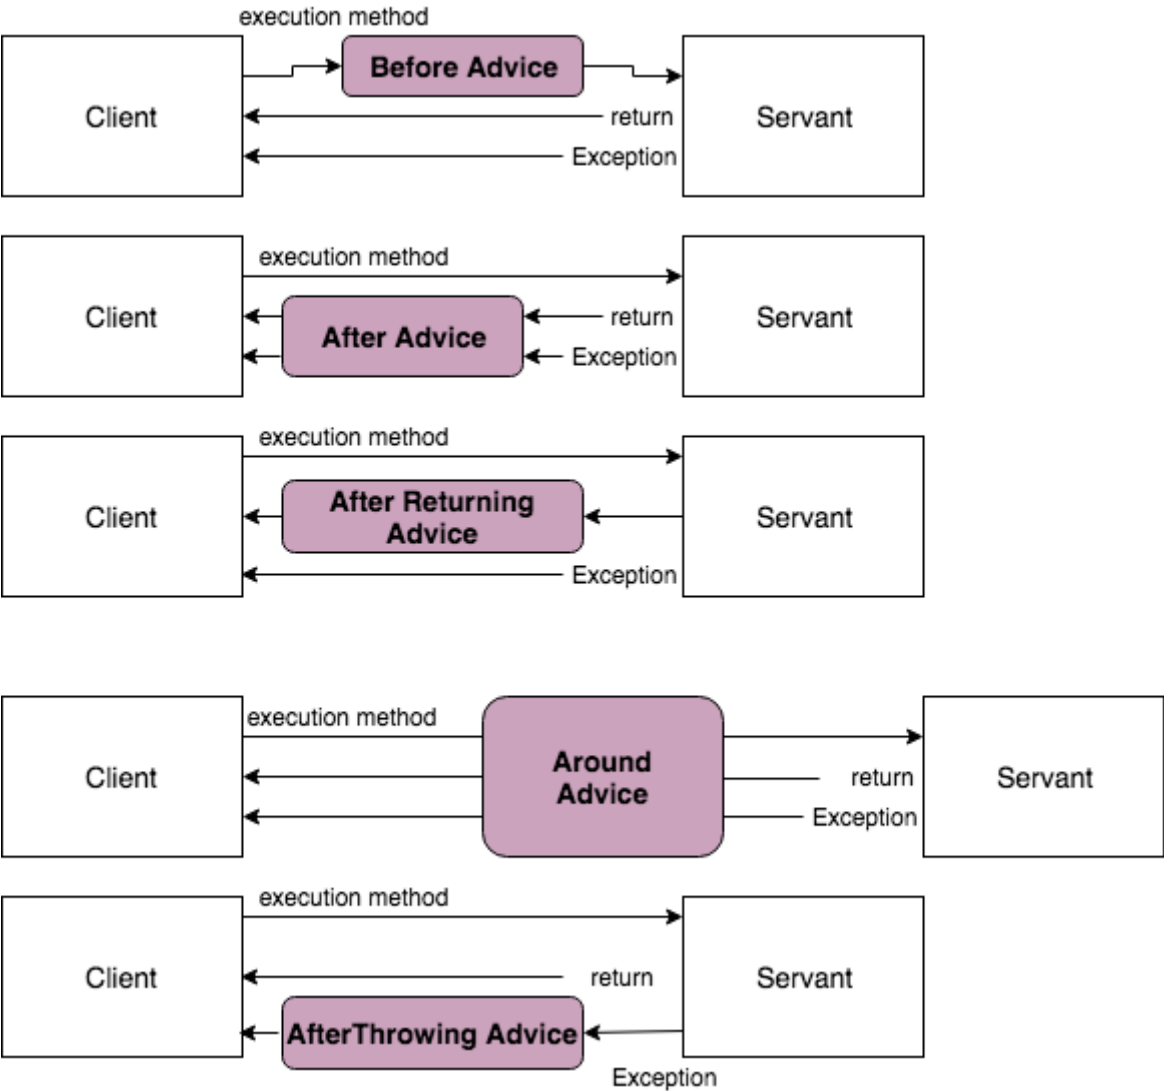 execution method
Before Advice
Client
return
Servant
Exception
execution method
Client
return
Servant
After Advice
Exception
execution method
After Returning
Advice
Client
Servant
Exception
execution method
Around
Advice
Client
return
Servant
Exception
execution method
Client
return
Servant
AfterThrowing Advice
Exception